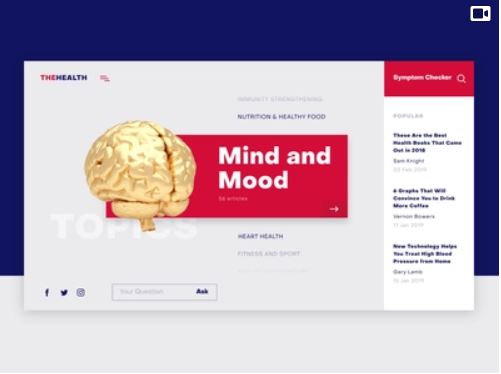 THEHEALTH
Symptom Checker
IMMUNITY STRENGTHENING
NUTRITION & HEALTHY FOOD
Mind and
Mood
56 articles
TOPICS
HEART HEALTH
FITNESS AND SPORT
Your Question
Ask
POPULAR
These Are the Best
Health Books That Came
Out in 2018
Sam Knight
02 Feb 2019
6 Graphs That Will
Convince You to Drink
More Coffee
Vernon Bowers
11 Jan 2019
New Technology Helps
You Treat High Blood
Pressure from Home
Gary Lamb